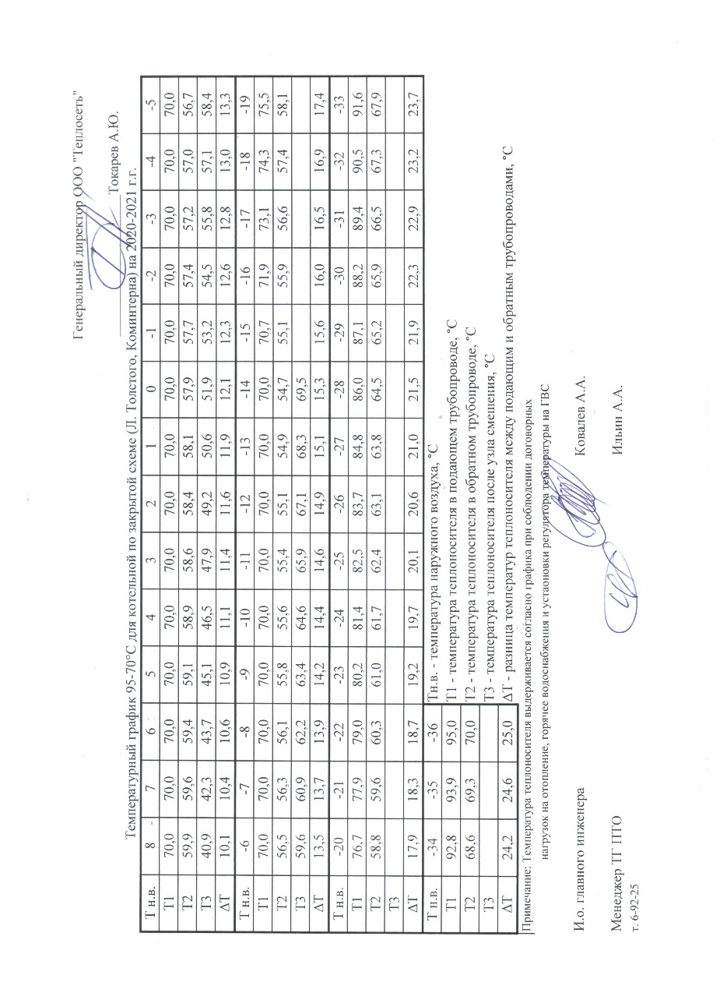 Генеральный директор ООО "Теплосеть"
Токарев А.Ю.
Температурный график 95-70°С для котельной по закрытой схеме (Л. Толстого, Коминтерна) на 2020-2021 г.г.
Т н.в. 8 7 6 5 4 3 2 1 0 -1 -2 -3 -4 -5
Т1 70,0 70,0 70,0 70,0 70,0 70,0 70,0 70,0 70,0 70,0 70,0 70,0 70,0 70,0
Т2 59,9 59,6 59,4 59,1 58,9 58,6 58,4 58,1 57,9 57,7 57,4 57,2 57,0 56,7
Т3 40,9 42,3 43,7 45,1 46,5 47,9 49,2 50,6 51,9 53,2 54,5 55,8 57,1 58,4
ΔТ 10,1 10,4 10,6 10,9 11,1 11,4 11,6 11,9 12,1 12,3 12,6 12,8 13,0 13,3
Т н.в. -6 -7 -8 -9 -10 -11 -12 -13 -14 -15 -16 -17 -18 -19
Т1 70,0 70,0 70,0 70,0 70,0 70,0 70,0 70,0 70,0 70,7 71,9 73,1 74,3 75,5
Т2 56,5 56,3 56,1 55,8 55,6 55,4 55,1 54,9 54,7 55,1 55,9 56,6 57,4 58,1
Т3 59,6 60,9 62,2 63,4 64,6 65,9 67,1 68,3 69,5
ΔТ 13,5 13,7 13,9 14,2 14,4 14,6 14,9 15,1 15,3 15,6 16,0 16,5 16,9 17,4
Т н.в. -20 -21 -22 -23 -24 -25 -26 -27 -28 -29 -30 -31 -32 -33
Т1 76,7 77,9 79,0 80,2 81,4 82,5 83,7 84,8 86,0 87,1 88,2 89,4 90,5 91,6
Т2 58,8 59,6 60,3 61,0 61,7 62,4 63,1 63,8 64,5 65,2 65,9 66,5 67,3 67,9
Т3
ΔТ 17,9 18,3 18,7 19,2 19,7 20,1 20,6 21,0 21,5 21,9 22,3 22,9 23,2 23,7
Т н.в. -34 -35 -36 Тн.в. - температура наружного воздуха, °С
Т1 92,8 93,9 95,0 Т1 - температура теплоносителя в подающем трубопроводе, °С
Т2 68,6 69,3 70,0 Т2 - температура теплоносителя в обратном трубопроводе, °С
Т3 Т3 - температура теплоносителя после узла смешения, °С
ΔТ 24,2 24,6 25,0 ΔТ - разница температур теплоносителя между подающим и обратным трубопроводами, °С
Примечание: Температура теплоносителя выдерживается согласно графика при соблюдении договорных
нагрузок на отопление, горячее водоснабжения и устаоновки регулятора температуры на ГВС
И.о. главного инженера Ковалев А.А.
Менеджер ТГ ПТО Ильин А.А.
т. 6-92-25